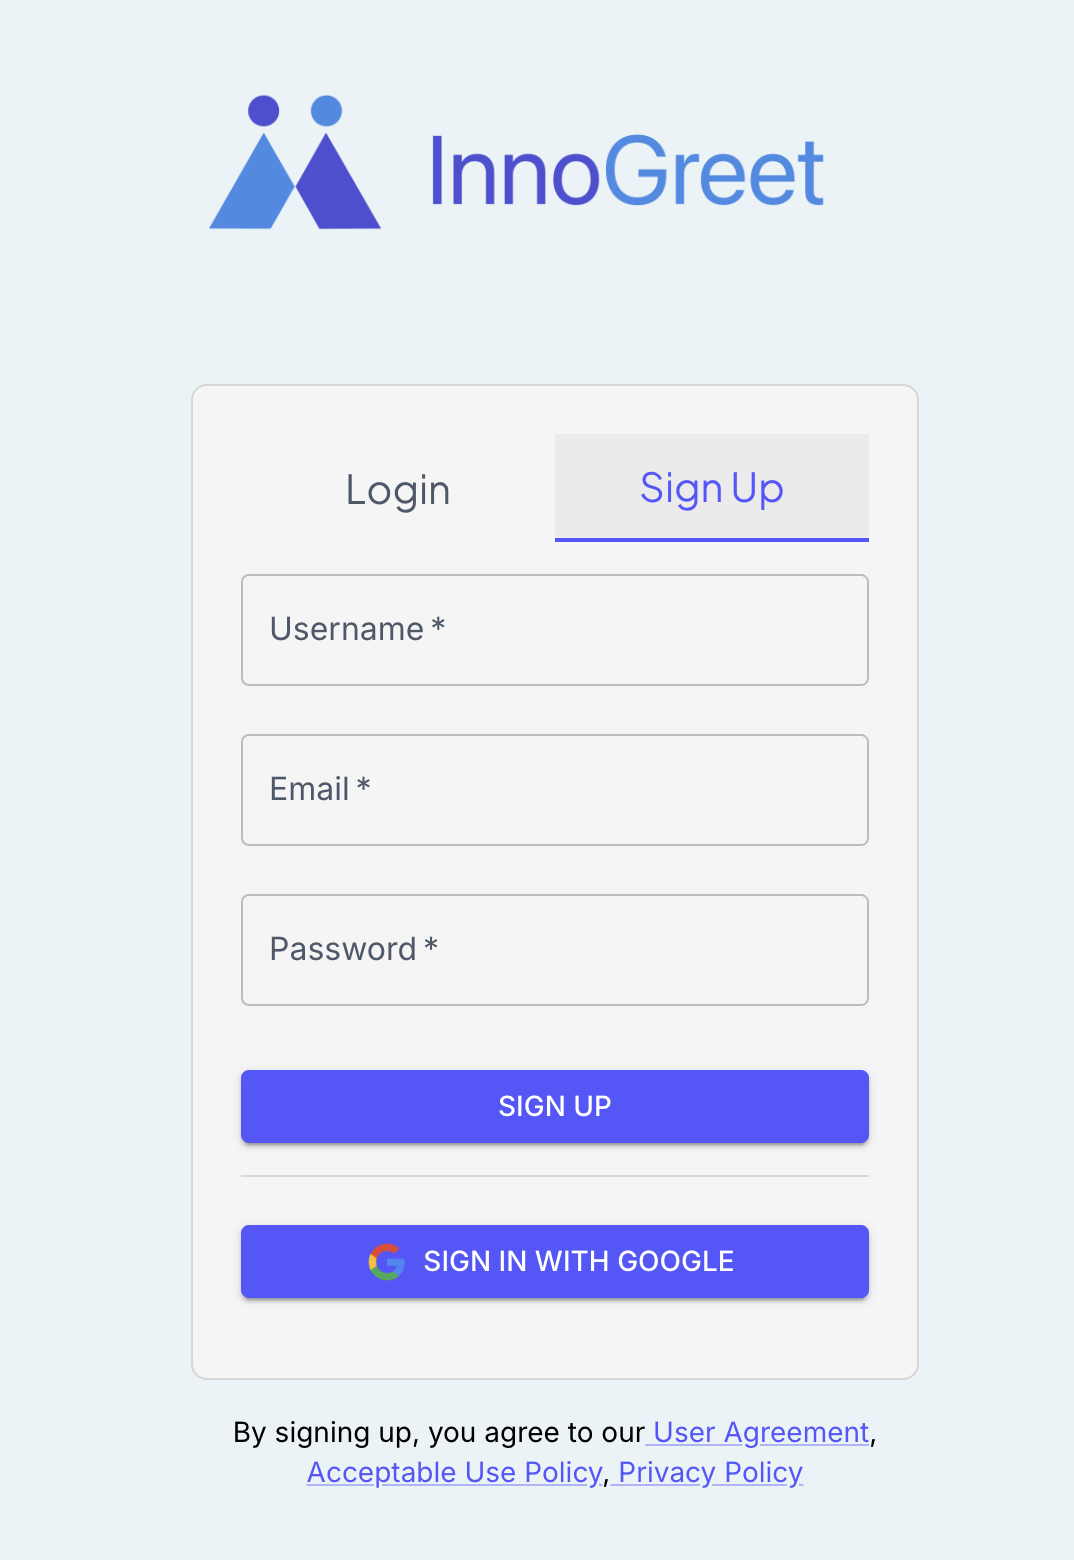 InnoGreet
Login
Sign Up
Username *
Email *
Password *
SIGN UP
SIGN IN WITH GOOGLE
By signing up, you agree to our User Agreement,
Acceptable Use Policy, Privacy Policy